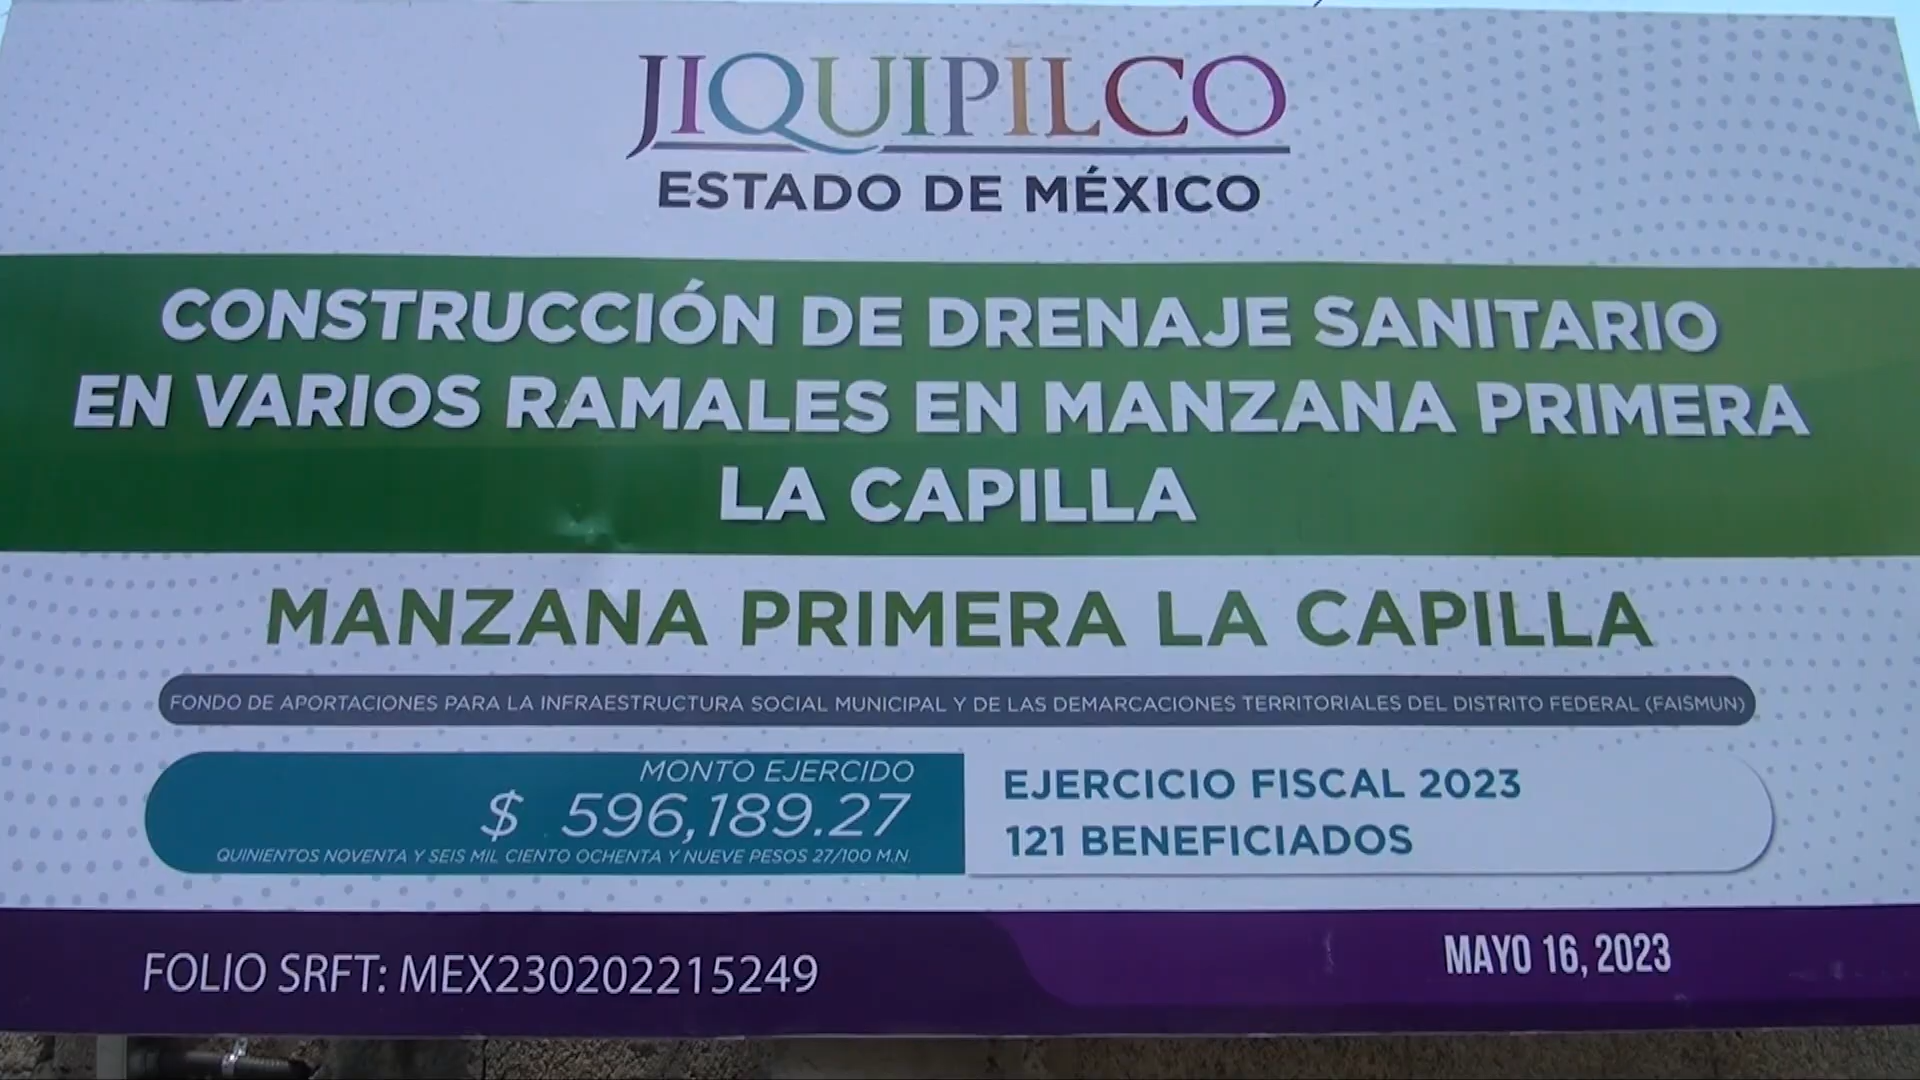 JIQUIPILCO
ESTADO DE MÉXICO
CONSTRUCCIÓN DE DRENAJE SANITARIO
EN VARIOS RAMALES EN MANZANA PRIMERA
LA CAPILLA
MANZANA PRIMERA LA CAPILLA
FONDO DE APORTACIONES PARA LA INFRAESTRUCTURA SOCIAL MUNICIPAL Y DE LAS DEMARCACIONES TERRITORIALES DEL DISTRITO FEDERAL (FAISMUN)
MONTO EJERCIDO
$ 596,189.27
QUINIENTOS NOVENTA Y SEIS MIL CIENTO OCHENTA Y NUEVE PESOS 27/100 M.N.
EJERCICIO FISCAL 2023
121 BENEFICIADOS
FOLIO SRFT: MEX230202215249
MAYO 16, 2023